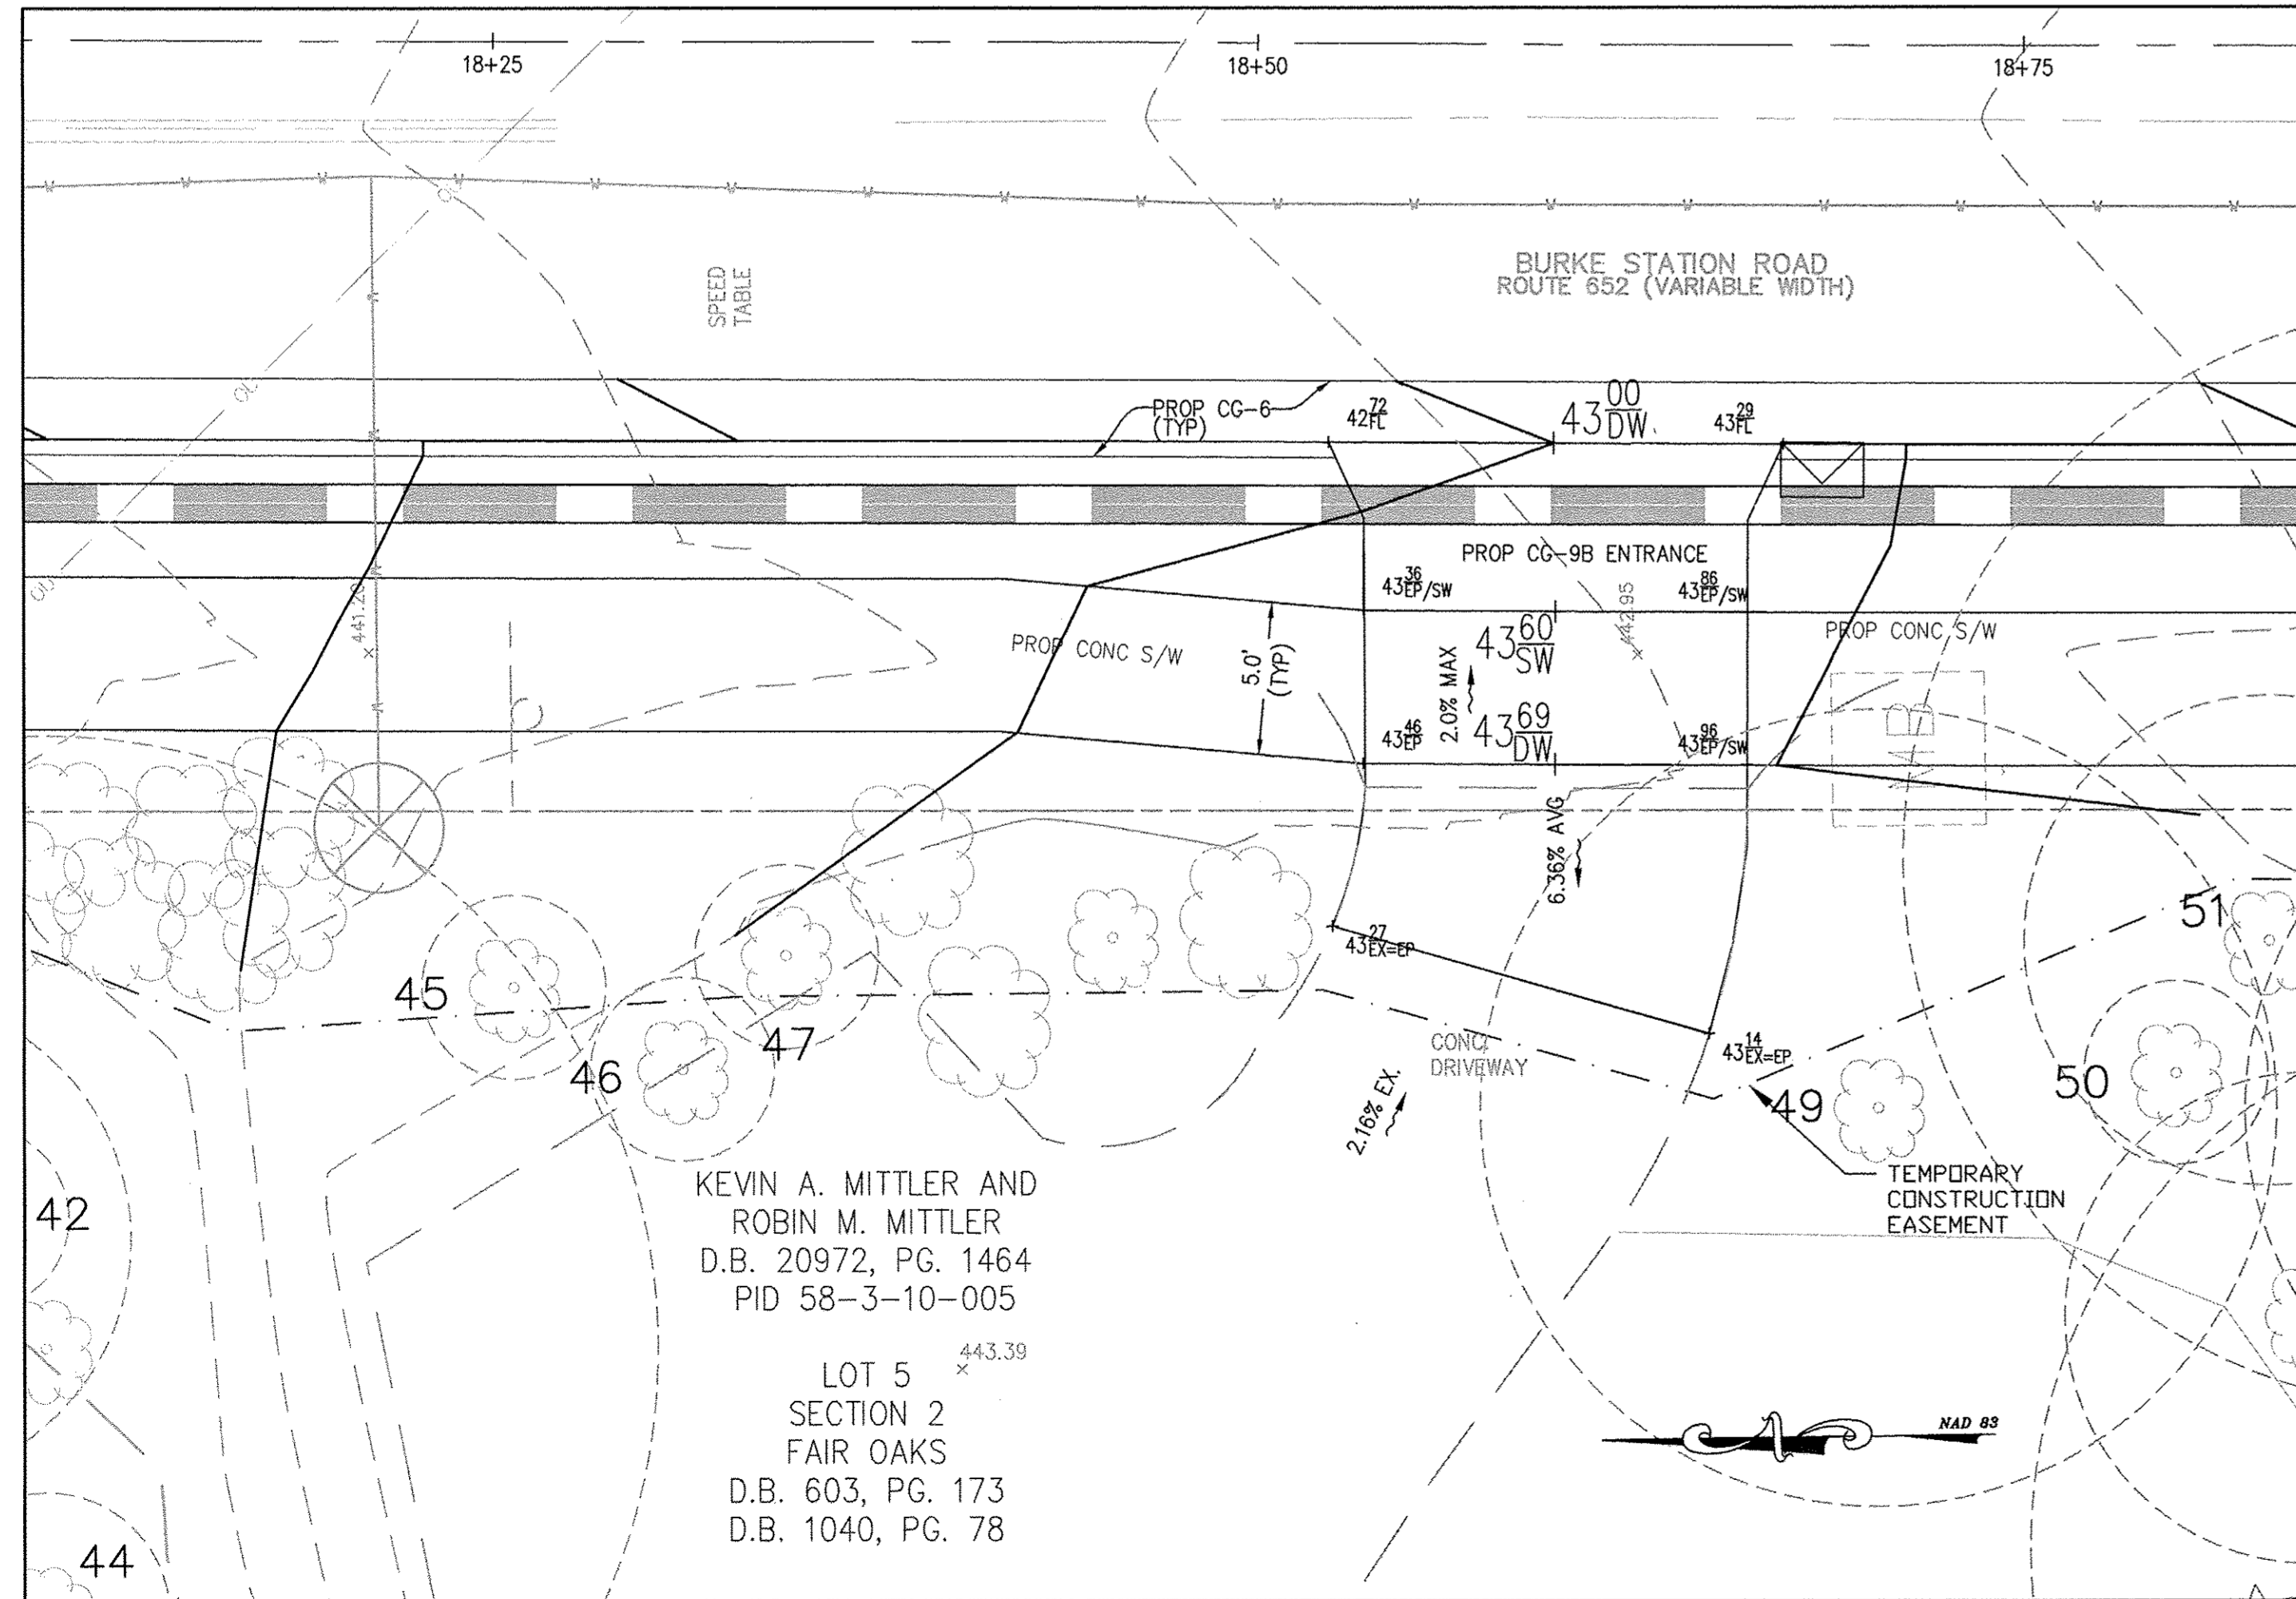 18+25
18+50
18+75
SPEED
TABLE
BURKE STATION ROAD
ROUTE 652 (VARIABLE WIDTH)
OU
OU
OU
W W W W W W W W W W W W W W W W W
PROP CG-6
(TYP)
42 72
FL
43 00
DW
43 29
FL
PROP CG-9B ENTRANCE
43 36
EP/SW
43 86
EP/SW
441.20
442.95
PROP CONC S/W
5.0'
(TYP)
2.0% MAX
43 60
SW
PROP CONC S/W
43 46
EP
43 69
DW
43 96
EP/SW
MB
6.36% AVG
43 27
EX=EP
43 14
EX=EP
CONC.
DRIVEWAY
2.16% EX.
45
46
47
49
50
51
42
44
TEMPORARY
CONSTRUCTION
EASEMENT
KEVIN A. MITTLER AND
ROBIN M. MITTLER
D.B. 20972, PG. 1464
PID 58-3-10-005
443.39
LOT 5
SECTION 2
FAIR OAKS
D.B. 603, PG. 173
D.B. 1040, PG. 78
N
NAD 83